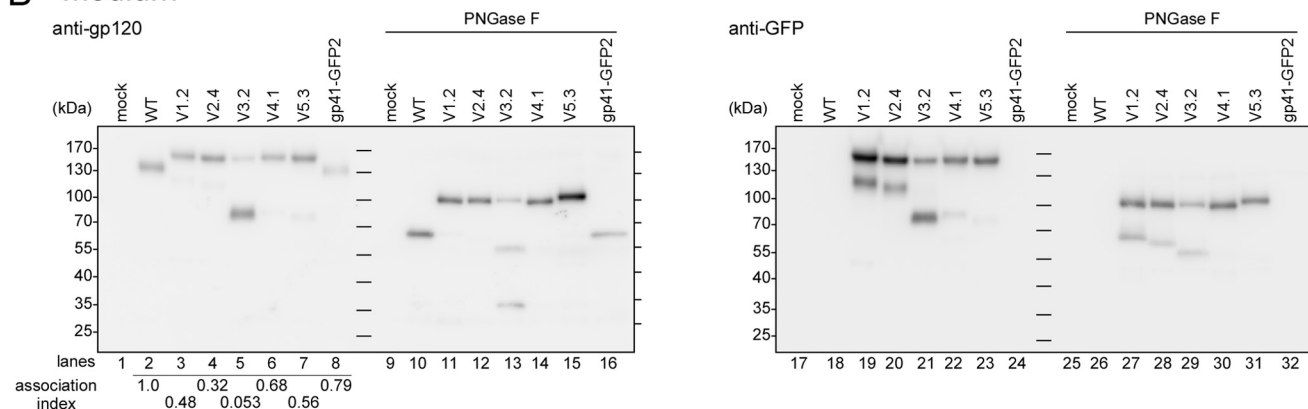 anti-gp120
PNGase F
(kDa) mock WT V1.2 V2.4 V3.2 V4.1 V5.3 gp41-GFP2 mock WT V1.2 V2.4 V3.2 V4.1 V5.3 gp41-GFP2
170
130
100
70
55
40
35
25
lanes 1 2 3 4 5 6 7 8 9 10 11 12 13 14 15 16
association 1.0 0.32 0.68 0.79
index 0.48 0.053 0.56
anti-GFP
PNGase F
(kDa) mock WT V1.2 V2.4 V3.2 V4.1 V5.3 gp41-GFP2 mock WT V1.2 V2.4 V3.2 V4.1 V5.3 gp41-GFP2
170
130
100
70
55
40
35
25
17 18 19 20 21 22 23 24 25 26 27 28 29 30 31 32